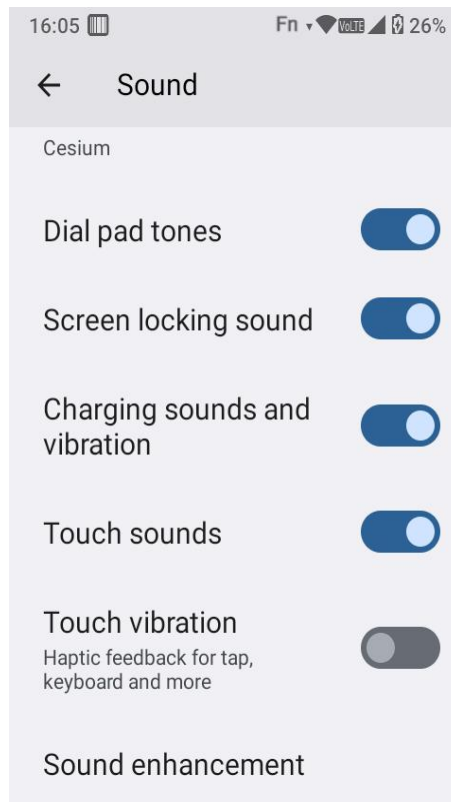 16:05 Fn VoLTE 26%
Sound
Cesium
Dial pad tones
Screen locking sound
Charging sounds and
vibration
Touch sounds
Touch vibration
Haptic feedback for tap,
keyboard and more
Sound enhancement